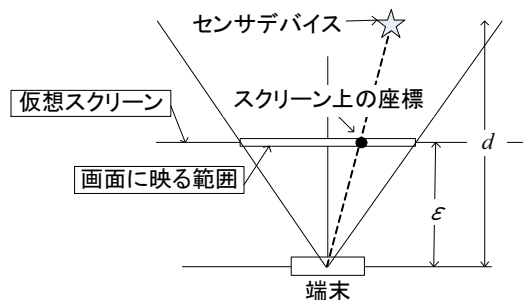 センサデバイス
仮想スクリーン
スクリーン上の座標
d
画面に映る範囲
ε
端末